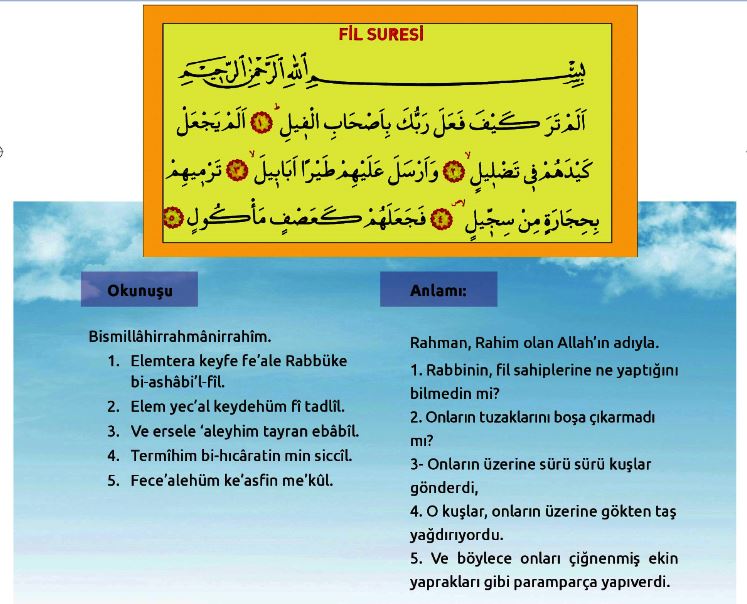 FİL SURESİ
بِسْمِ اللّٰهِ الرَّحْمٰنِ الرَّحِيمِ
اَلَمْ تَرَ كَيْفَ فَعَلَ رَبُّكَ بِاَصْحَابِ الْفٖيلِۜ ﴿١﴾ اَلَمْ يَجْعَلْ
كَيْدَهُمْ فٖى تَضْلٖيلٍۙ ﴿٢﴾ وَاَرْسَلَ عَلَيْهِمْ طَيْرًا اَبَابٖيلَۙ ﴿٣﴾ تَرْمٖيهِمْ
بِحِجَارَةٍ مِنْ سِجّٖيلٍۙ ﴿٤﴾ فَجَعَلَهُمْ كَعَصْفٍ مَأْكُولٍ ﴿٥﴾
Okunuşu
Bismillâhirrahmânirrahîm.
1. Elemtera keyfe fe’ale Rabbüke
bi-ashâbi’l-fîl.
2. Elem yec’al keydehüm fî tadlîl.
3. Ve ersele ‘aleyhim tayran ebâbîl.
4. Termîhim bi-hıcâratin min siccîl.
5. Fece’alehüm ke’asfin me’kûl.
Anlamı:
Rahman, Rahim olan Allah’ın adıyla.
1. Rabbinin, fil sahiplerine ne yaptığını
bilmedin mi?
2. Onların tuzaklarını boşa çıkarmadı
mı?
3- Onların üzerine sürü sürü kuşlar
gönderdi,
4. O kuşlar, onların üzerine gökten taş
yağdırıyordu.
5. Ve böylece onları çiğnenmiş ekin
yaprakları gibi paramparça yapıverdi.